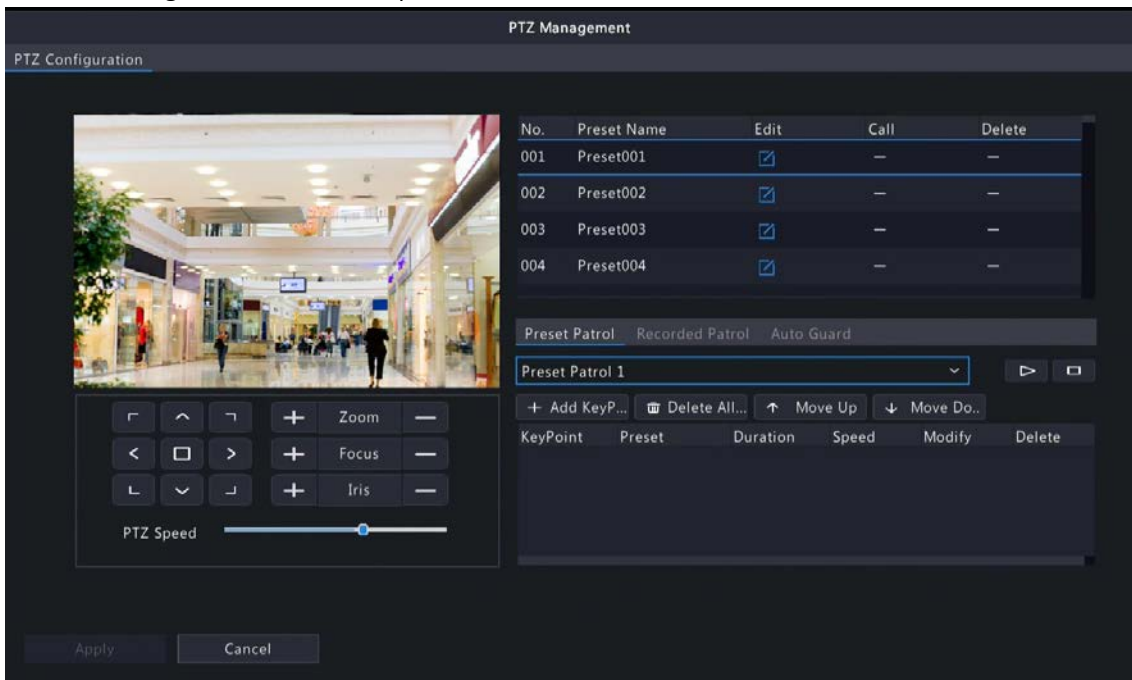 PTZ Management
PTZ Configuration
No. Preset Name Edit Call Delete
001 Preset001 — —
002 Preset002 — —
003 Preset003 — —
004 Preset004 — —
Preset Patrol Recorded Patrol Auto Guard
Preset Patrol 1
+ Add KeyP... Delete All... ↑ Move Up ↓ Move Do..
KeyPoint Preset Duration Speed Modify Delete
+ Zoom —
+ Focus —
+ Iris —
PTZ Speed
Apply Cancel